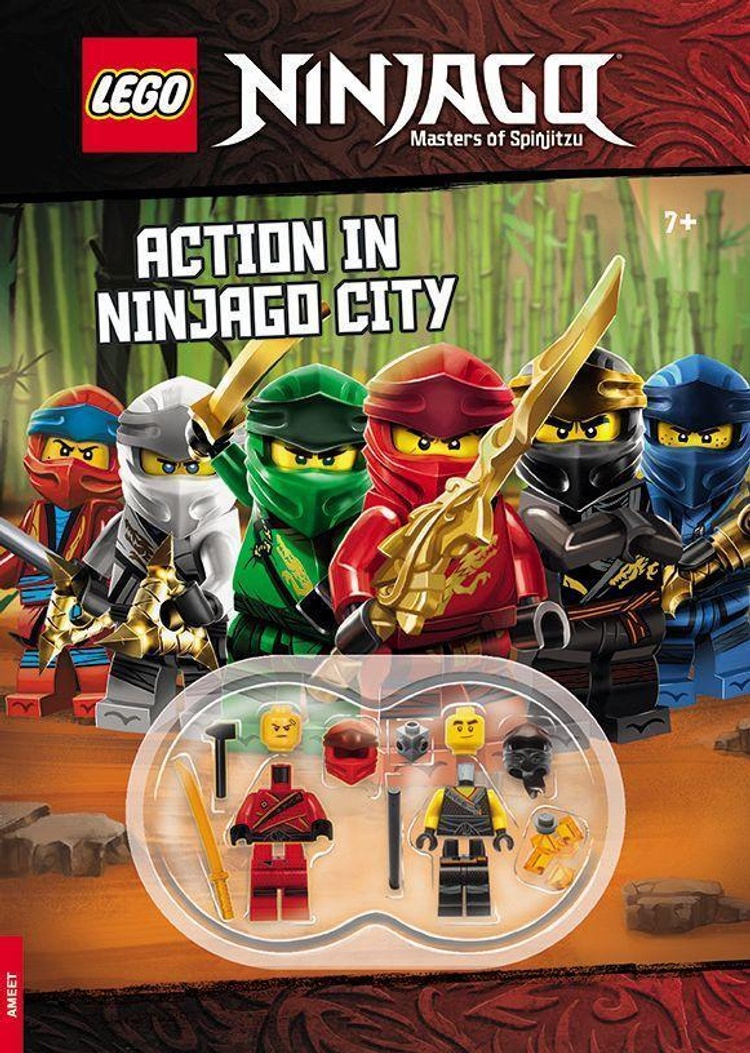 LEGO
NINJAGO
Masters of Spinjitzu
7+
ACTION IN
NINJAGO CITY
AMEET